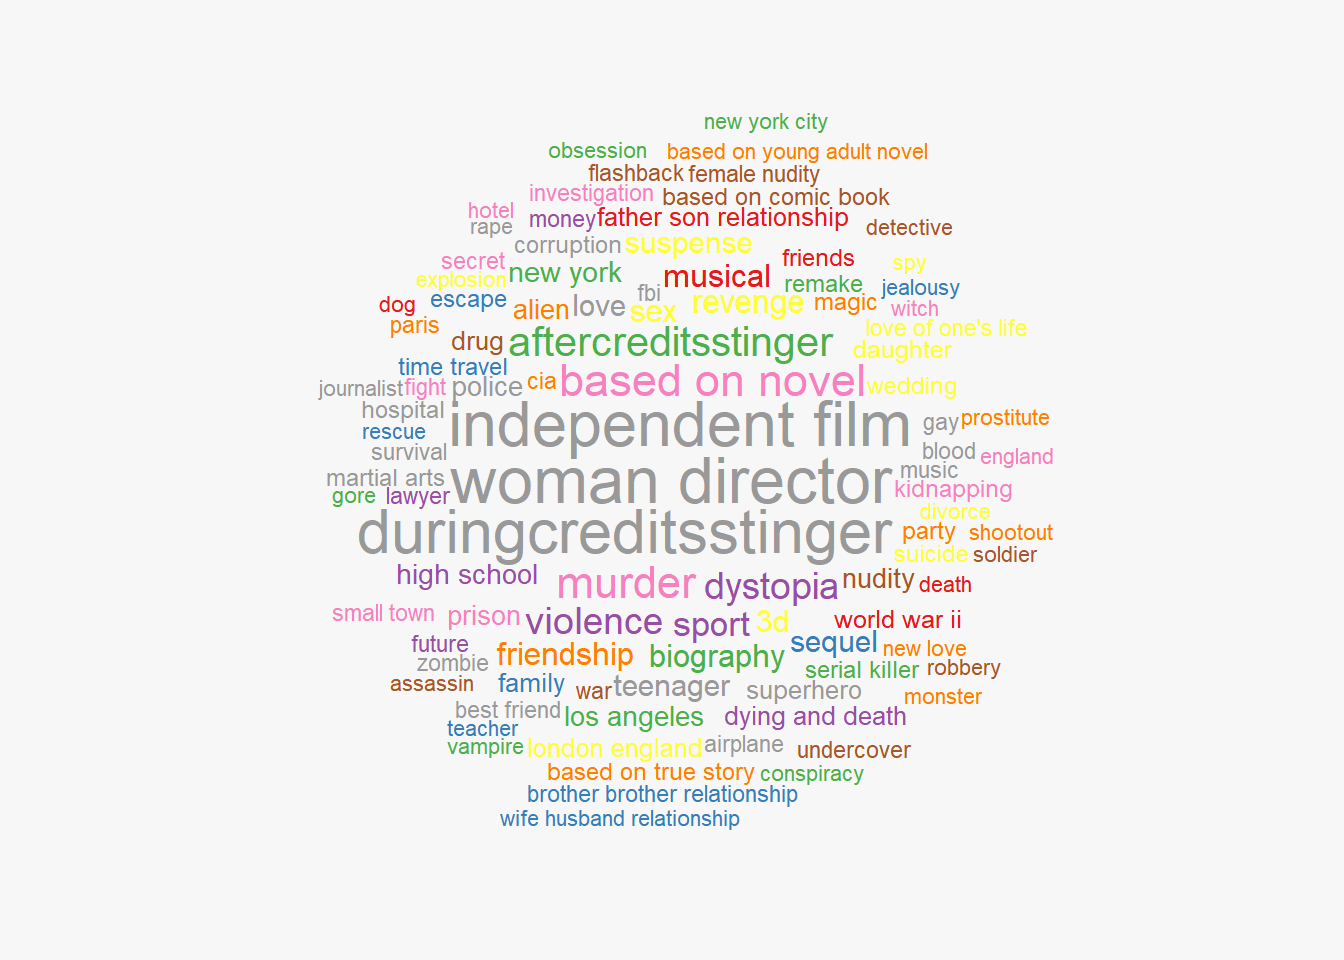 new york city
obsession
based on young adult novel
flashback
female nudity
investigation
based on comic book
hotel
money
father son relationship
rape
detective
corruption
suspense
secret
friends
spy
explosion
new york
musical
remake
jealousy
fbi
dog
escape
alien
love
sex
revenge
magic
witch
paris
drug
aftercreditsstinger
love of one's life
daughter
time travel
journalist
fight
police
cia
based on novel
wedding
hospital
independent film
gay
prostitute
rescue
survival
blood
england
martial arts
woman director
music
kidnapping
gore
lawyer
divorce
duringcreditsstinger
party
shootout
suicide
soldier
high school
murder
dystopia
nudity
death
small town
prison
violence
sport
3d
world war ii
future
sequel
new love
zombie
friendship
biography
serial killer
robbery
assassin
family
war
teenager
superhero
monster
best friend
los angeles
dying and death
teacher
vampire
london england
airplane
undercover
based on true story
conspiracy
brother brother relationship
wife husband relationship